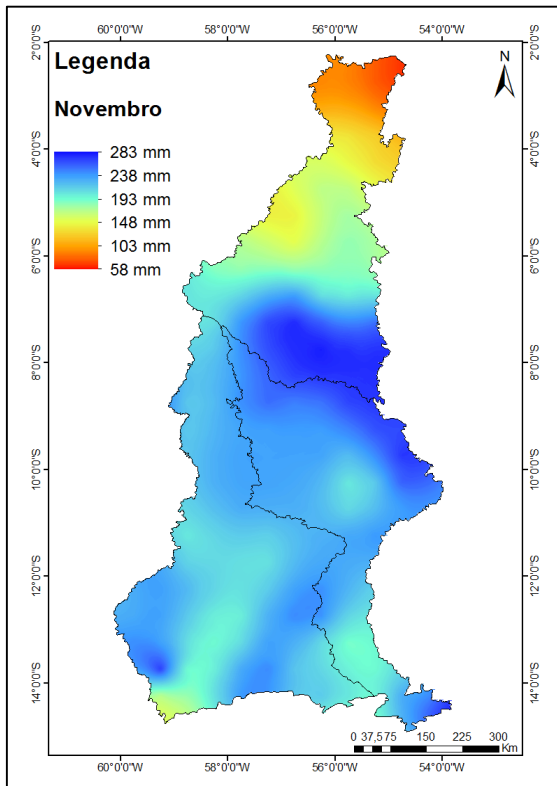 60°0'0"W 58°0'0"W 56°0'0"W 54°0'0"W
Legenda
Novembro
283 mm
238 mm
193 mm
148 mm
103 mm
58 mm
N
2°0'0"S 2°0'0"S
4°0'0"S 4°0'0"S
6°0'0"S 6°0'0"S
8°0'0"S 8°0'0"S
10°0'0"S 10°0'0"S
12°0'0"S 12°0'0"S
14°0'0"S 14°0'0"S
0 37,575 150 225 300
Km
60°0'0"W 58°0'0"W 56°0'0"W 54°0'0"W